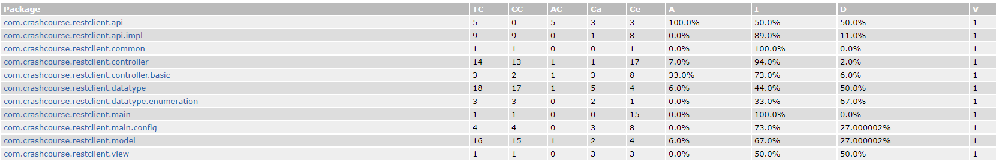 Package TC CC AC Ca Ce A I D V
com.crashcourse.restclient.api 5 0 5 3 3 100.0% 50.0% 50.0% 1
com.crashcourse.restclient.api.impl 9 9 0 1 8 0.0% 89.0% 11.0% 1
com.crashcourse.restclient.common 1 1 0 0 1 0.0% 100.0% 0.0% 1
com.crashcourse.restclient.controller 14 13 1 1 17 7.0% 94.0% 2.0% 1
com.crashcourse.restclient.controller.basic 3 2 1 3 8 33.0% 73.0% 6.0% 1
com.crashcourse.restclient.datatype 18 17 1 5 4 6.0% 44.0% 50.0% 1
com.crashcourse.restclient.datatype.enumeration 3 3 0 2 1 0.0% 33.0% 67.0% 1
com.crashcourse.restclient.main 1 1 0 0 15 0.0% 100.0% 0.0% 1
com.crashcourse.restclient.main.config 4 4 0 3 8 0.0% 73.0% 27.000002% 1
com.crashcourse.restclient.model 16 15 1 2 4 6.0% 67.0% 27.000002% 1
com.crashcourse.restclient.view 1 1 0 3 3 0.0% 50.0% 50.0% 1